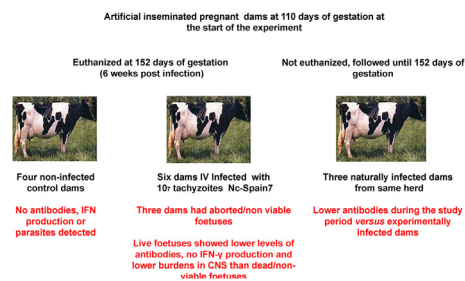 Artificial inseminated pregnant dams at 110 days of gestation at
the start of the experiment
Euthanized at 152 days of gestation
(6 weeks post infection)
Not euthanized, followed until 152 days of
gestation
Four non-infected
control dams
No antibodies, IFN
production or
parasites detected
Six dams IV Infected with
10⁷ tachyzoites Nc-Spain7
Three dams had aborted/non viable
foetuses
Live foetuses showed lower levels of
antibodies, no IFN-γ production and
lower burdens in CNS than dead/non-
viable foetuses
Three naturally infected dams
from same herd
Lower antibodies during the study
period versus experimentally
infected dams